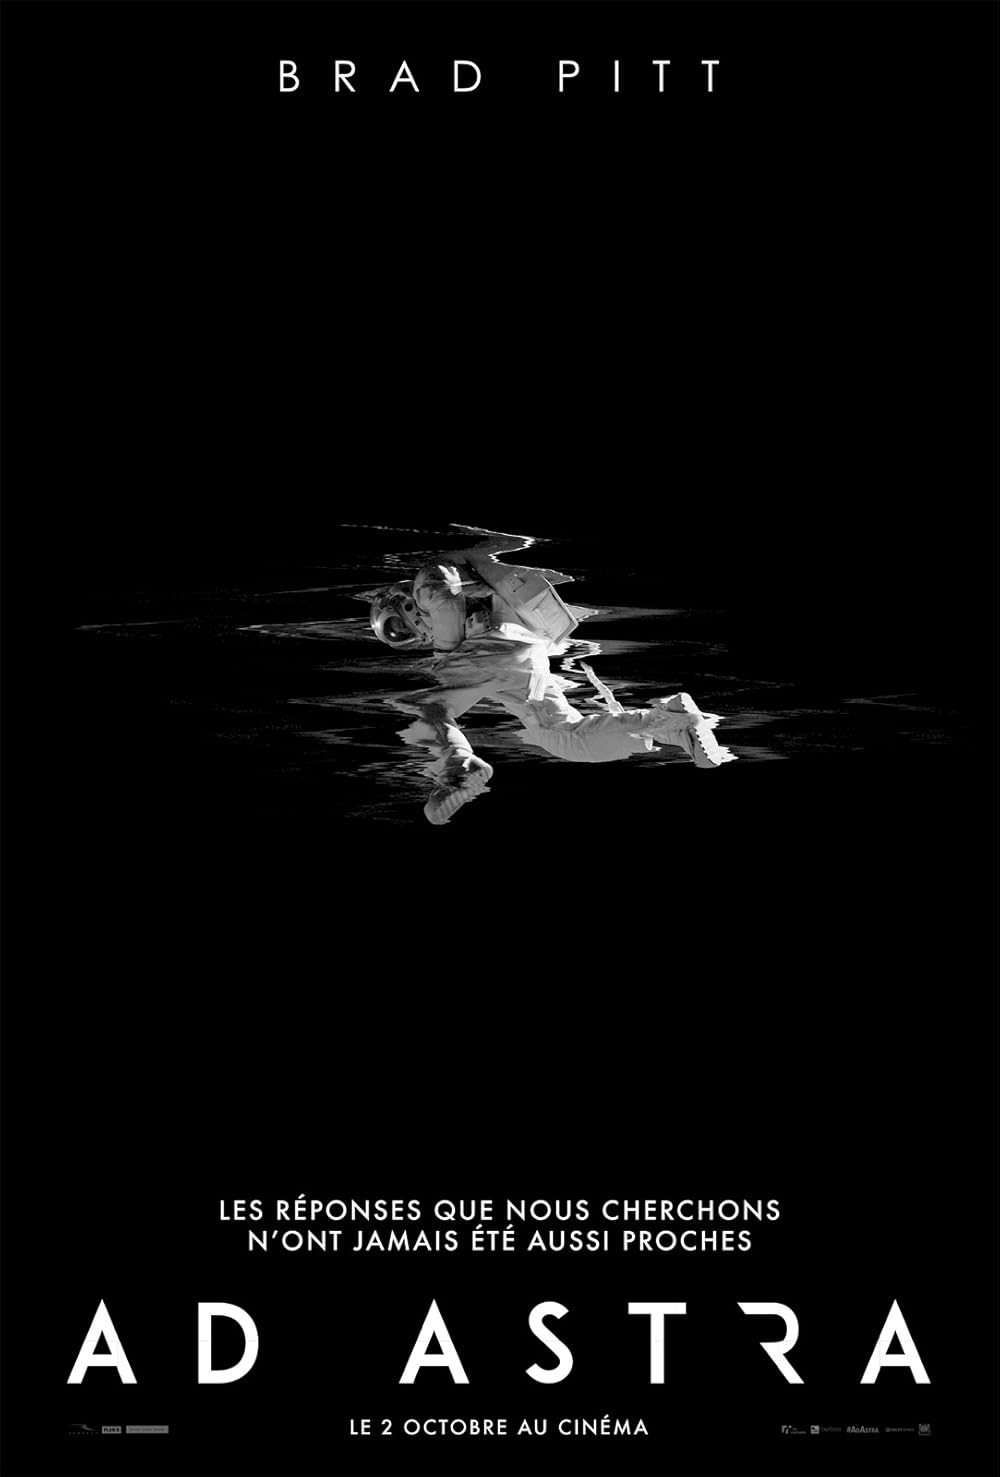 BRAD PITT
LES RÉPONSES QUE NOUS CHERCHONS
N'ONT JAMAIS ÉTÉ AUSSI PROCHES
AD ASTRA
LE 2 OCTOBRE AU CINÉMA
PLAN B
#ADASTRA